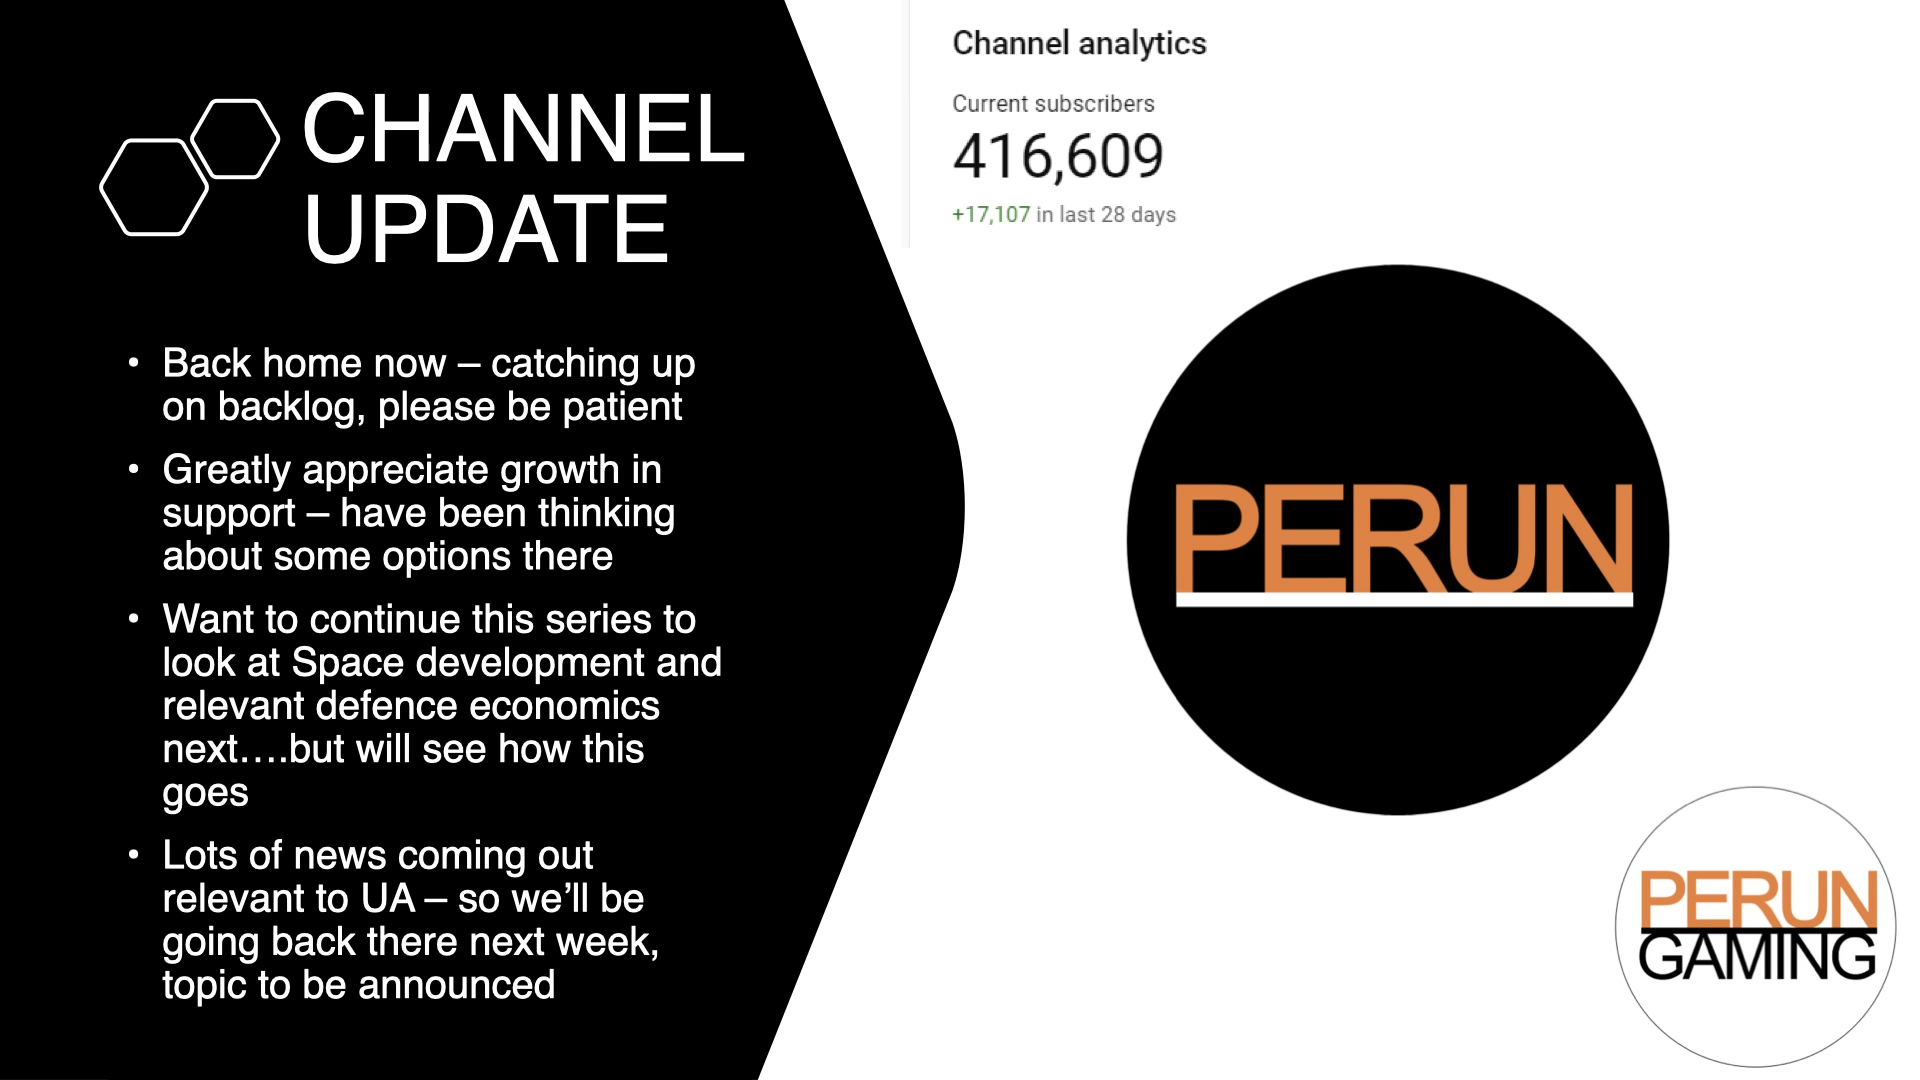 CHANNEL
UPDATE
• Back home now – catching up
on backlog, please be patient
• Greatly appreciate growth in
support – have been thinking
about some options there
• Want to continue this series to
look at Space development and
relevant defence economics
next….but will see how this
goes
• Lots of news coming out
relevant to UA – so we’ll be
going back there next week,
topic to be announced
Channel analytics
Current subscribers
416,609
+17,107 in last 28 days
PERUN
PERUN
GAMING